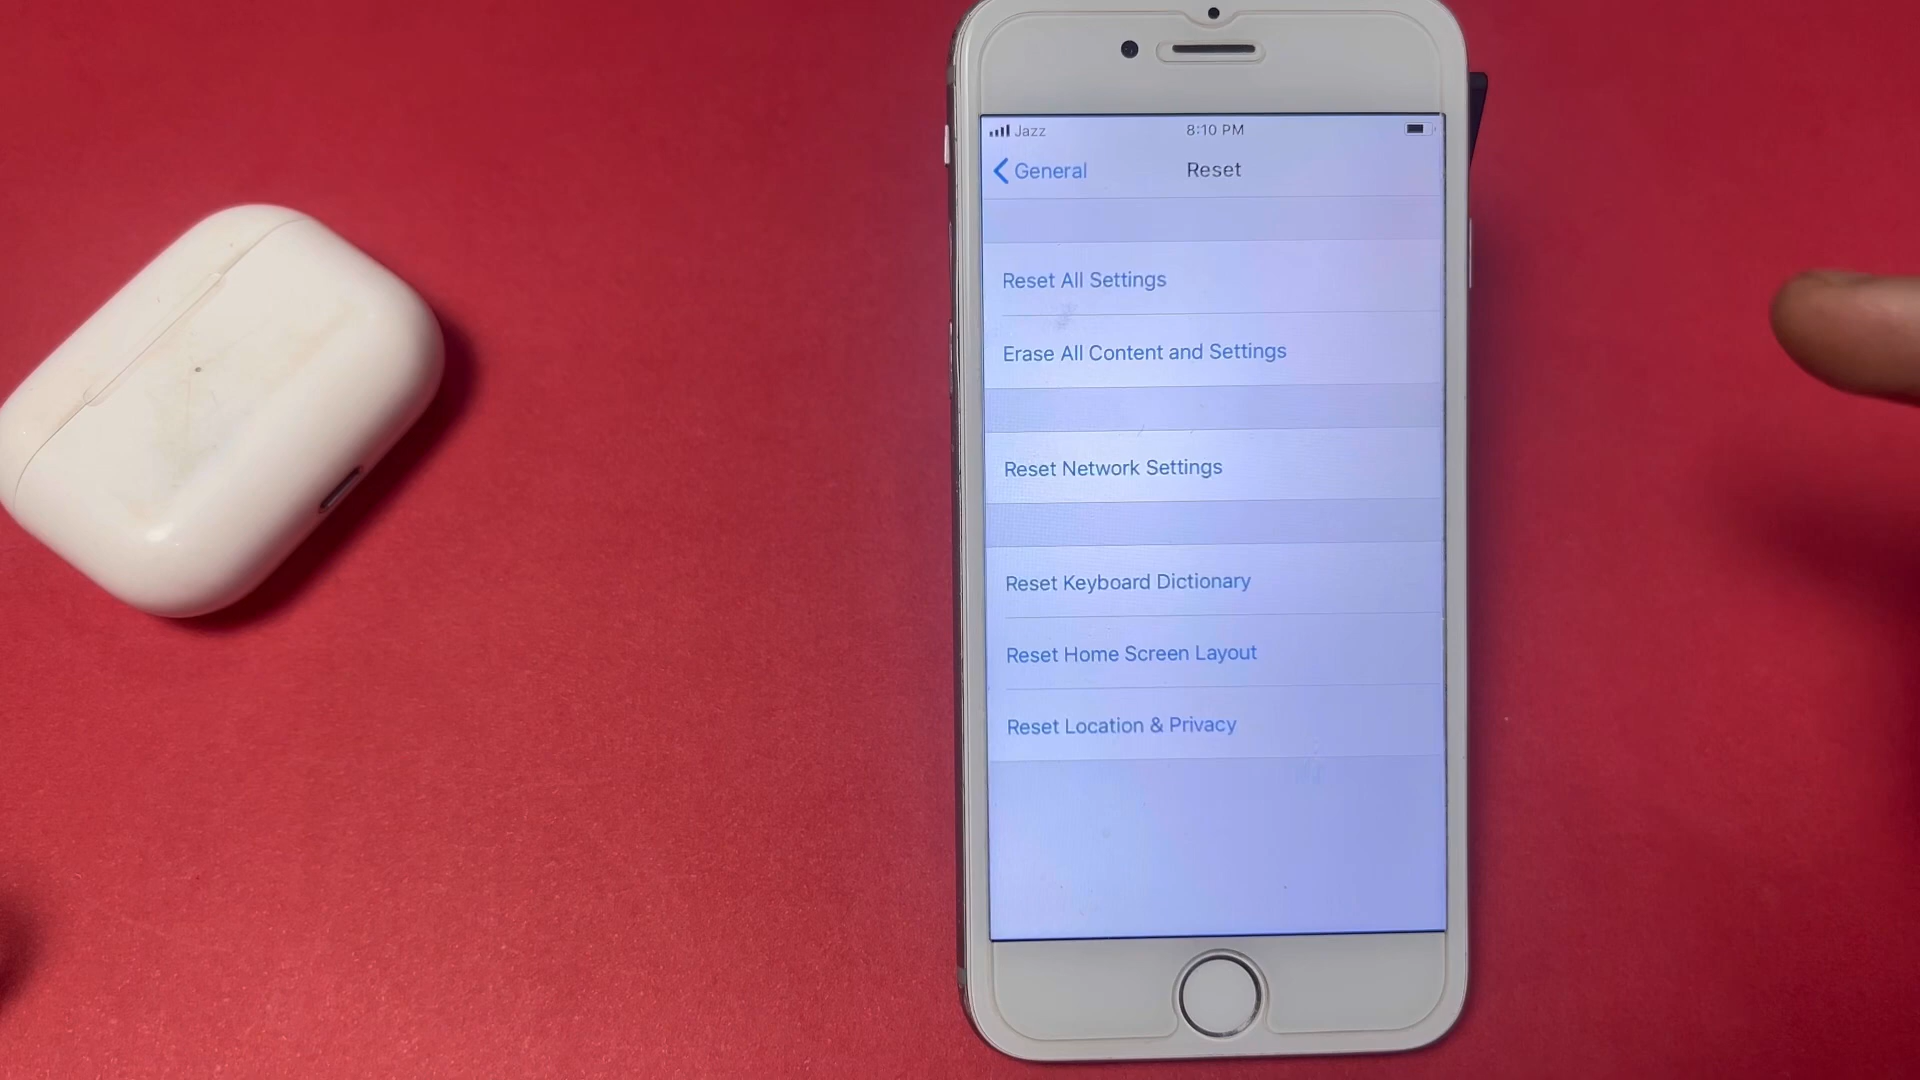 Jazz
8:10 PM
General
Reset
Reset All Settings
Erase All Content and Settings
Reset Network Settings
Reset Keyboard Dictionary
Reset Home Screen Layout
Reset Location & Privacy